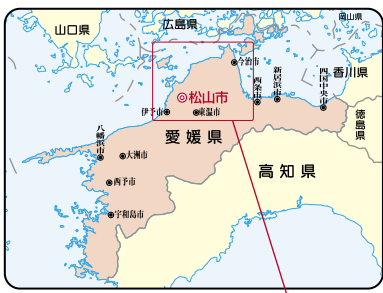 広島県
岡山県
山口県
今治市
香川県
新居浜市
四国中央市
西条市
◎松山市
伊予市
東温市
徳島県
八幡浜市
愛媛県
大洲市
高知県
西予市
宇和島市